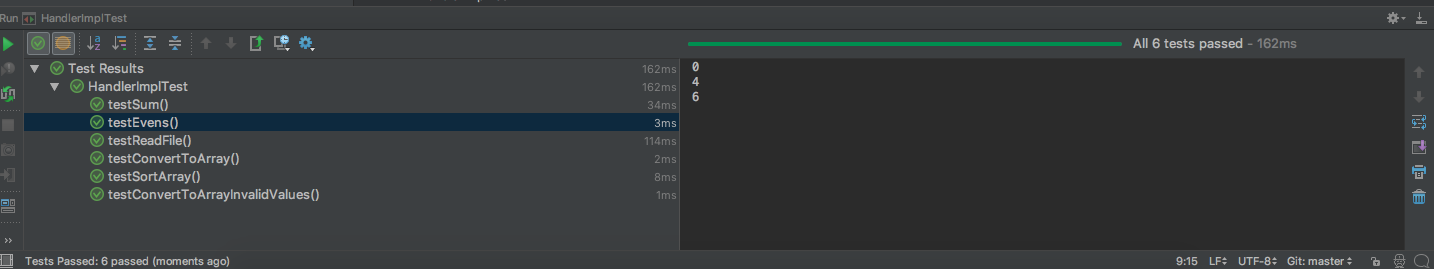 Run HandlerImplTest
All 6 tests passed - 162ms
Test Results 162ms
HandlerImplTest 162ms
testSum() 34ms
testEvens() 3ms
testReadFile() 114ms
testConvertToArray() 2ms
testSortArray() 8ms
testConvertToArrayInvalidValues() 1ms
0
4
6
Tests Passed: 6 passed (moments ago) 9:15 LF UTF-8 Git: master